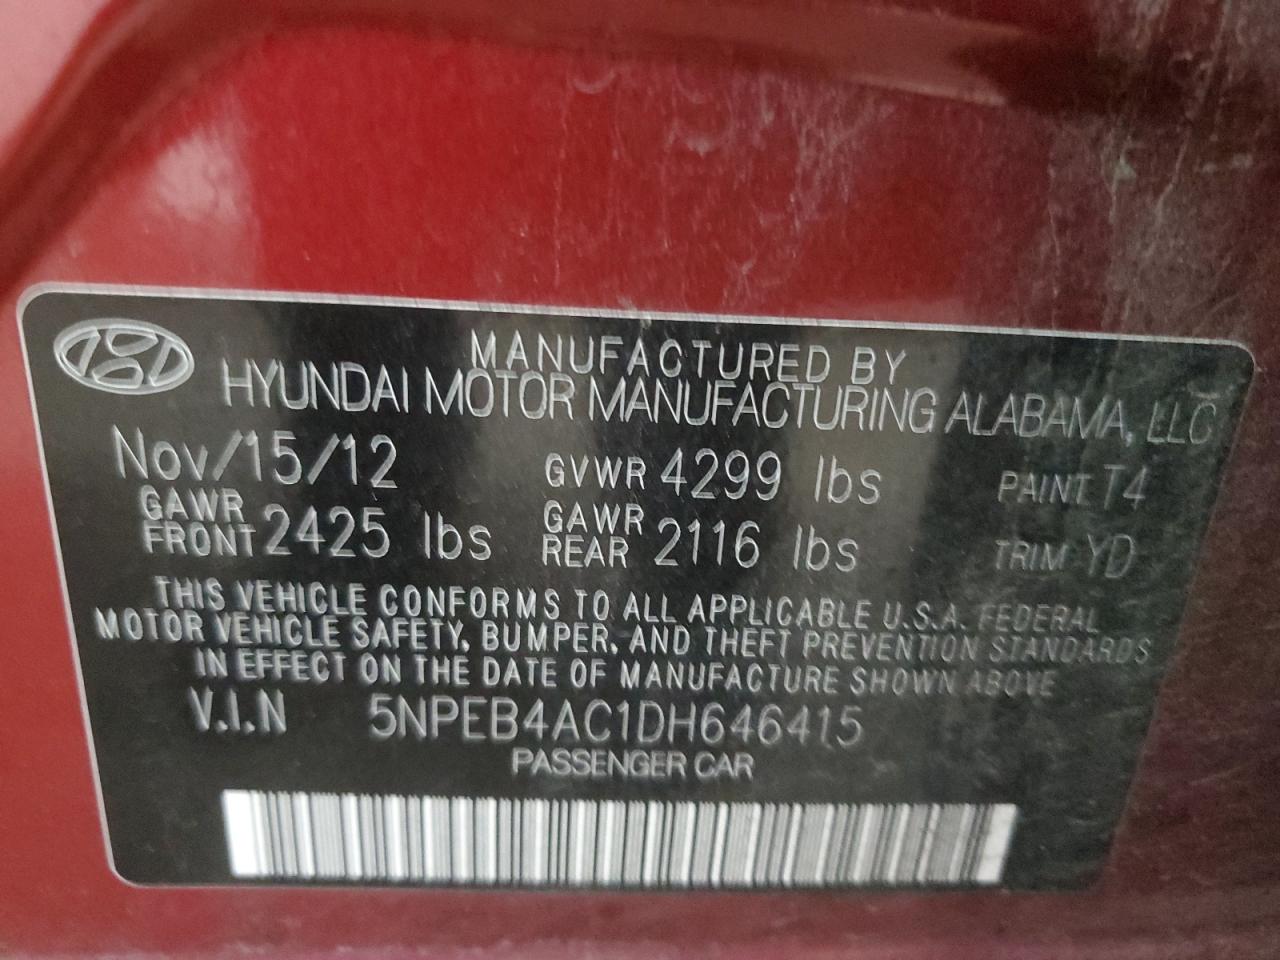 MANUFACTURED BY
HYUNDAI MOTOR MANUFACTURING ALABAMA, LLC
Nov/15/12 GVWR 4299 lbs PAINT T4
GAWR FRONT 2425 lbs GAWR REAR 2116 lbs TRIM YD
THIS VEHICLE CONFORMS TO ALL APPLICABLE U.S.A. FEDERAL
MOTOR VEHICLE SAFETY, BUMPER, AND THEFT PREVENTION STANDARDS
IN EFFECT ON THE DATE OF MANUFACTURE SHOWN ABOVE
V.I.N 5NPEB4AC1DH646415
PASSENGER CAR